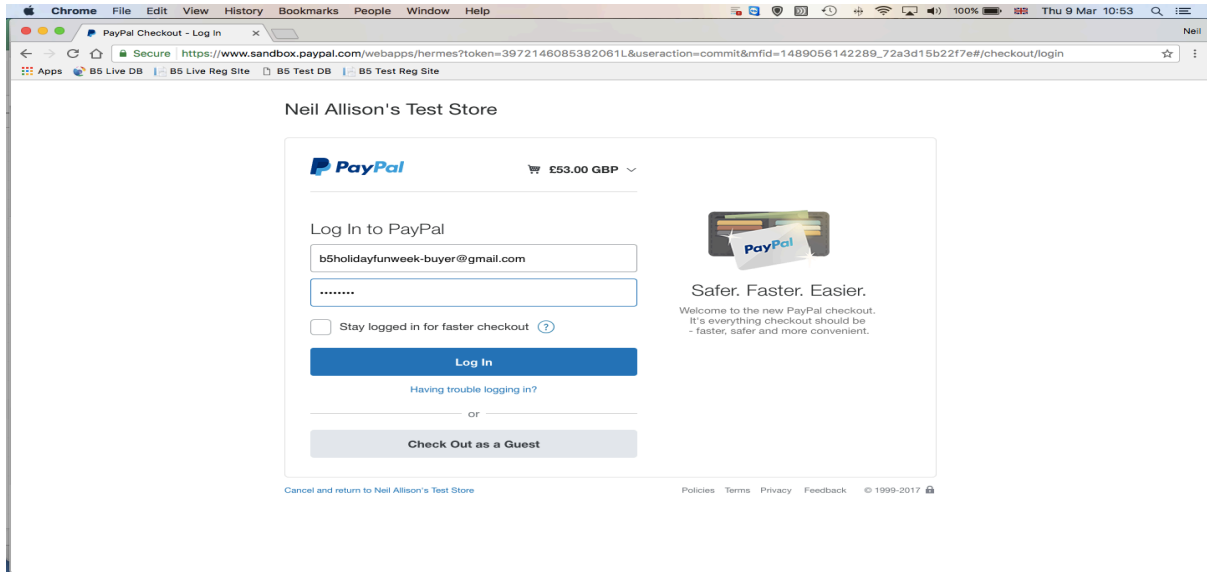 Chrome File Edit View History Bookmarks People Window Help 100% Thu 9 Mar 10:53
PayPal Checkout - Log In Neil
Secure https://www.sandbox.paypal.com/webapps/hermes?token=3972146085382061L&useraction=commit&mfid=1489056142289_72a3d15b22f7e#/checkout/login
Apps B5 Live DB B5 Live Reg Site B5 Test DB B5 Test Reg Site
Neil Allison's Test Store
PayPal £53.00 GBP
Log In to PayPal
b5holidayfunweek-buyer@gmail.com
••••••••
Stay logged in for faster checkout ?
Log In
Having trouble logging in?
or
Check Out as a Guest
PayPal
Safer. Faster. Easier.
Welcome to the new PayPal checkout.
It's everything checkout should be
- faster, safer and more convenient.
Cancel and return to Neil Allison's Test Store Policies Terms Privacy Feedback © 1999-2017